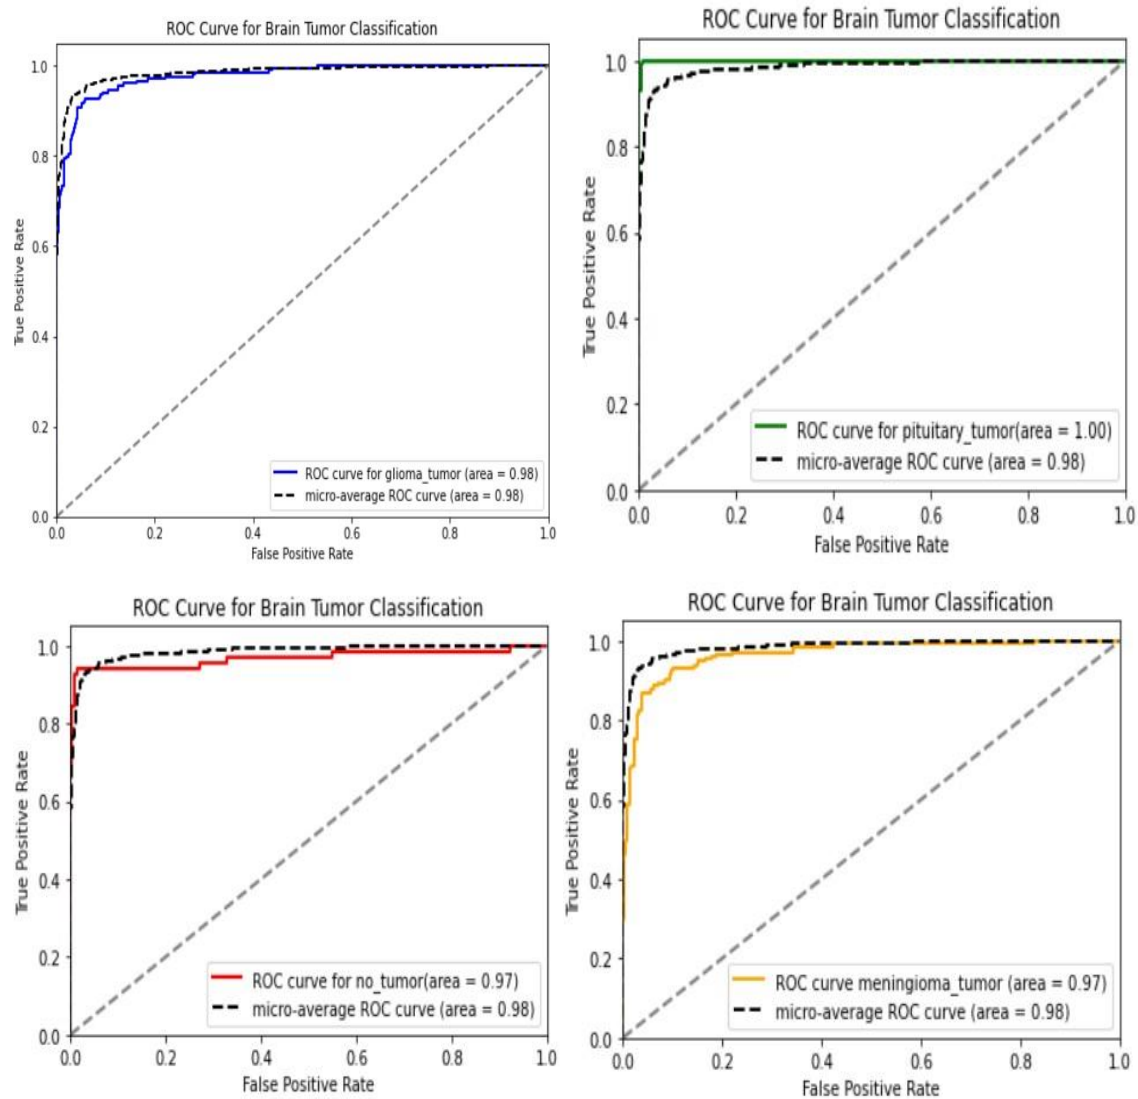 ROC Curve for Brain Tumor Classification
True Positive Rate
1.0
0.8
0.6
0.4
0.2
0.0
ROC curve for glioma_tumor (area = 0.98)
micro-average ROC curve (area = 0.98)
0.0 0.2 0.4 0.6 0.8 1.0
False Positive Rate
ROC Curve for Brain Tumor Classification
True Positive Rate
1.0
0.8
0.6
0.4
0.2
0.0
ROC curve for pituitary_tumor(area = 1.00)
micro-average ROC curve (area = 0.98)
0.0 0.2 0.4 0.6 0.8 1.0
False Positive Rate
ROC Curve for Brain Tumor Classification
True Positive Rate
1.0
0.8
0.6
0.4
0.2
0.0
ROC curve for no_tumor(area = 0.97)
micro-average ROC curve (area = 0.98)
0.0 0.2 0.4 0.6 0.8 1.0
False Positive Rate
ROC Curve for Brain Tumor Classification
True Positive Rate
1.0
0.8
0.6
0.4
0.2
0.0
ROC curve meningioma_tumor (area = 0.97)
micro-average ROC curve (area = 0.98)
0.0 0.2 0.4 0.6 0.8 1.0
False Positive Rate